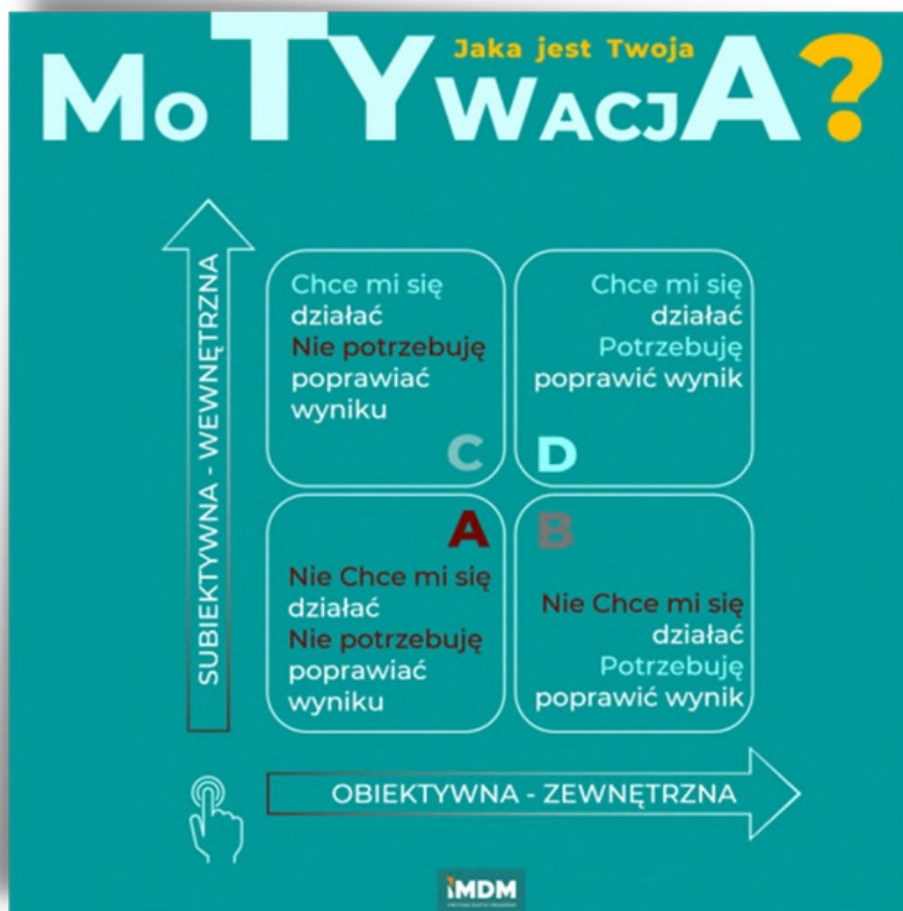 Jaka jest Twoja
MoTYWACJA?
SUBIEKTYWNA - WEWNĘTRZNA
Chce mi się
działać
Nie potrzebuję
poprawiać
wyniku
C
Chce mi się
działać
Potrzebuję
poprawić wynik
D
A
Nie Chce mi się
działać
Nie potrzebuję
poprawiać
wyniku
B
Nie Chce mi się
działać
Potrzebuję
poprawić wynik
OBIEKTYWNA - ZEWNĘTRZNA
iMDM